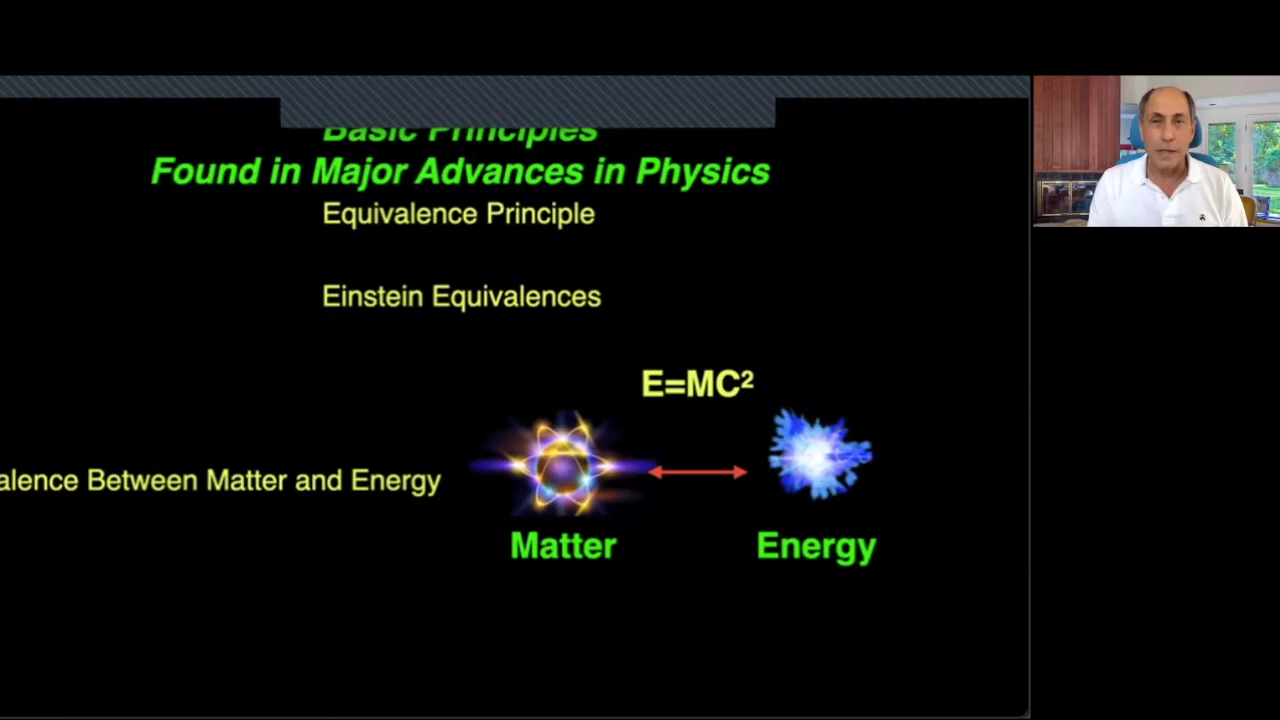 Basic Principles
Found in Major Advances in Physics
Equivalence Principle
Einstein Equivalences
E=MC²
alence Between Matter and Energy
Matter
Energy